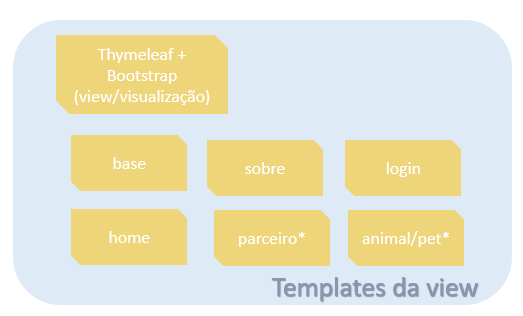 Thymeleaf +
Bootstrap
(view/visualização)
base
sobre
login
home
parceiro*
animal/pet*
Templates da view